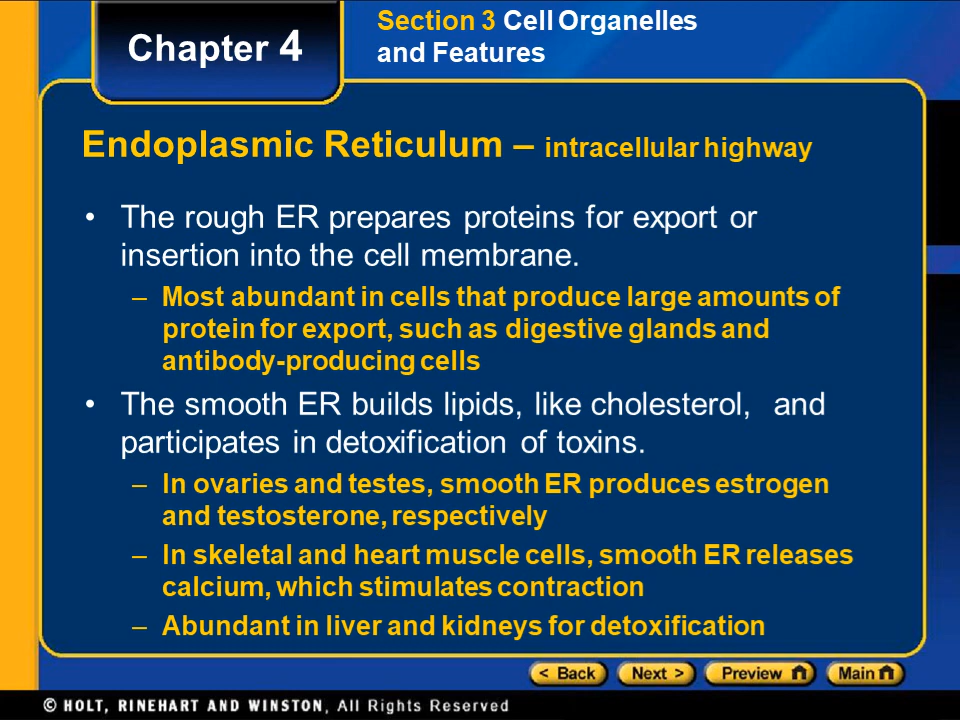 Chapter 4
Section 3 Cell Organelles
and Features
Endoplasmic Reticulum – intracellular highway
• The rough ER prepares proteins for export or
insertion into the cell membrane.
– Most abundant in cells that produce large amounts of
protein for export, such as digestive glands and
antibody-producing cells
• The smooth ER builds lipids, like cholesterol, and
participates in detoxification of toxins.
– In ovaries and testes, smooth ER produces estrogen
and testosterone, respectively
– In skeletal and heart muscle cells, smooth ER releases
calcium, which stimulates contraction
– Abundant in liver and kidneys for detoxification
< Back Next > Preview Main
© HOLT, RINEHART AND WINSTON, All Rights Reserved